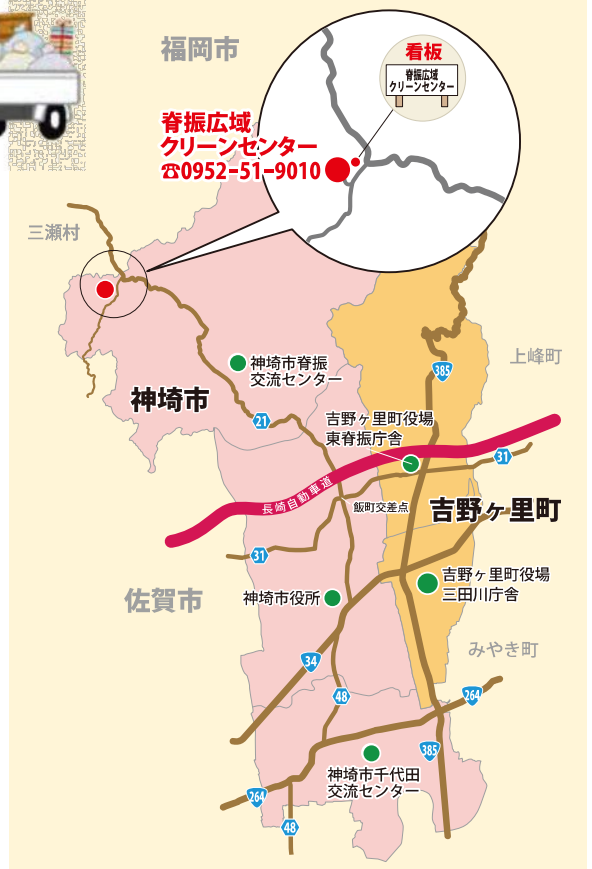 福岡市
看板
脊振広域
クリーンセンター
脊振広域
クリーンセンター
☎0952-51-9010
三瀬村
神埼市脊振
交流センター
上峰町
385
神埼市
21
吉野ヶ里町役場
東脊振庁舎
31
長崎自動車道
飯町交差点
吉野ヶ里町
31
佐賀市
神埼市役所
吉野ヶ里町役場
三田川庁舎
みやき町
34
48
264
385
神埼市千代田
交流センター
264
48